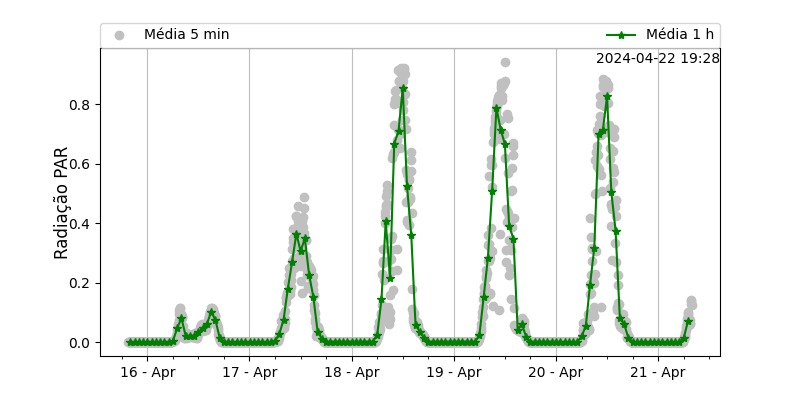 Média 5 min
Média 1 h
2024-04-22 19:28
Radiação PAR
0.8
0.6
0.4
0.2
0.0
16 - Apr
17 - Apr
18 - Apr
19 - Apr
20 - Apr
21 - Apr